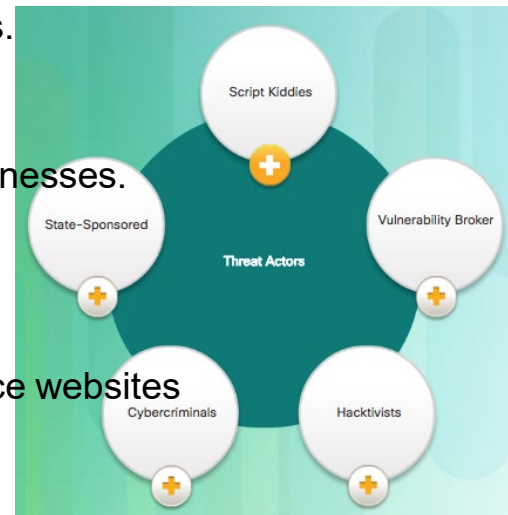 s.
Script Kiddies
nesses.
State-Sponsored
Vulnerability Broker
Threat Actors
ce websites
Cybercriminals
Hacktivists